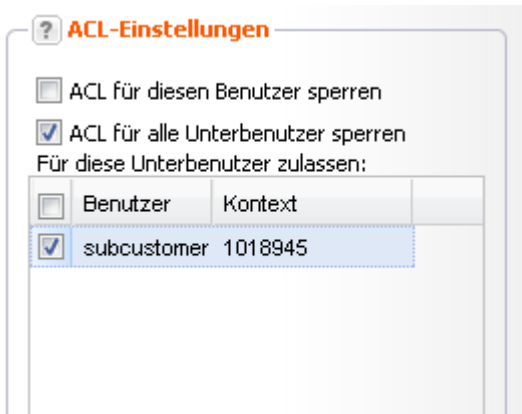 ? ACL-Einstellungen
ACL für diesen Benutzer sperren
ACL für alle Unterbenutzer sperren
Für diese Unterbenutzer zulassen:
Benutzer Kontext
subcustomer 1018945